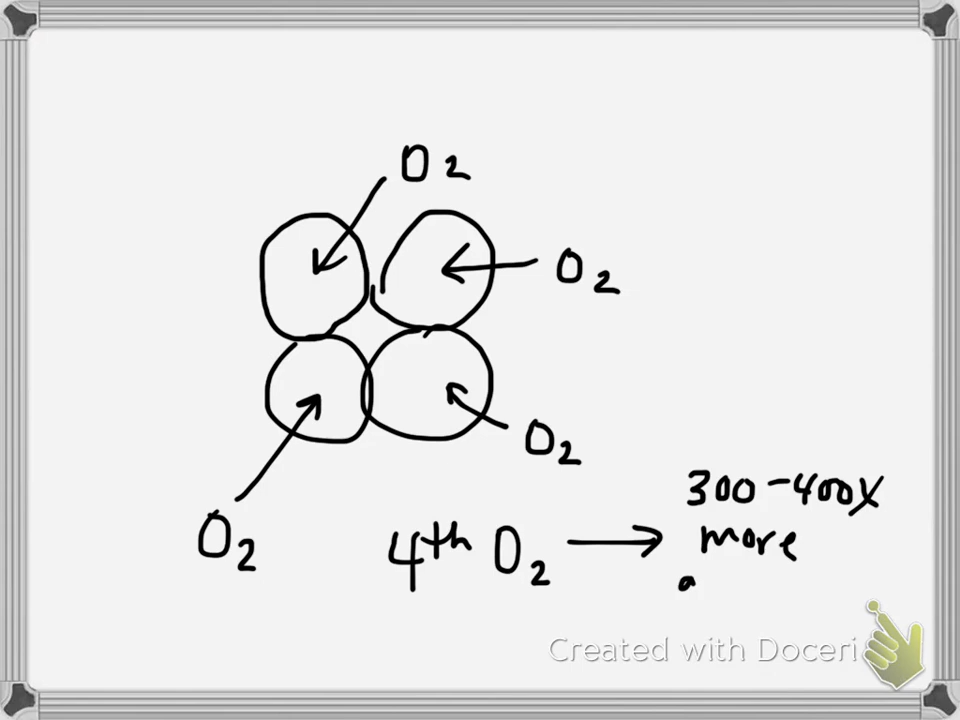 O2
O2
O2
O2
4th O2 → 300-400X
more
a
Created with Doceri